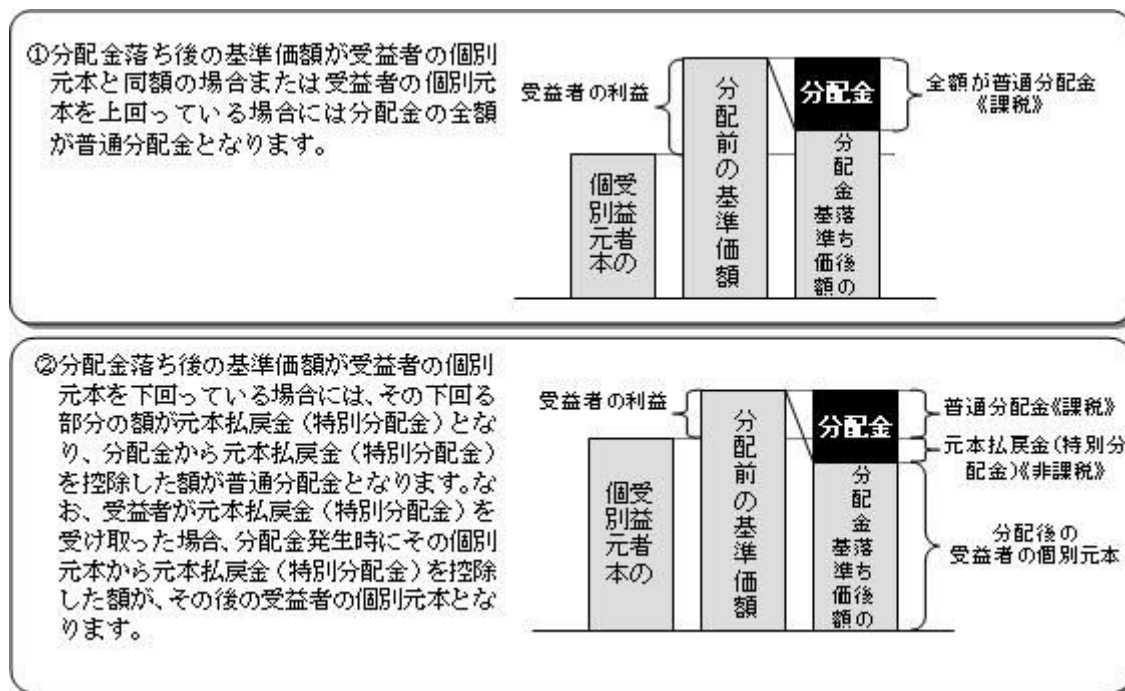 ①分配金落ち後の基準価額が受益者の個別
元本と同額の場合または受益者の個別元
本を上回っている場合には分配金の全額
が普通分配金となります。
受益者の利益
受益者の
個別元本
分配前の基準価額
分配金
分配金落ち後の
基準価額
全額が普通分配金
《課税》
②分配金落ち後の基準価額が受益者の個別
元本を下回っている場合には、その下回る
部分の額が元本払戻金（特別分配金）とな
り、分配金から元本払戻金（特別分配金）
を控除した額が普通分配金となります。な
お、受益者が元本払戻金（特別分配金）を
受け取った場合、分配金発生時にその個別
元本から元本払戻金（特別分配金）を控除
した額が、その後の受益者の個別元本とな
ります。
受益者の利益
受益者の
個別元本
分配前の基準価額
分配金
分配金落ち後の
基準価額
普通分配金《課税》
元本払戻金（特別分
配金）《非課税》
分配後の
受益者の個別元本